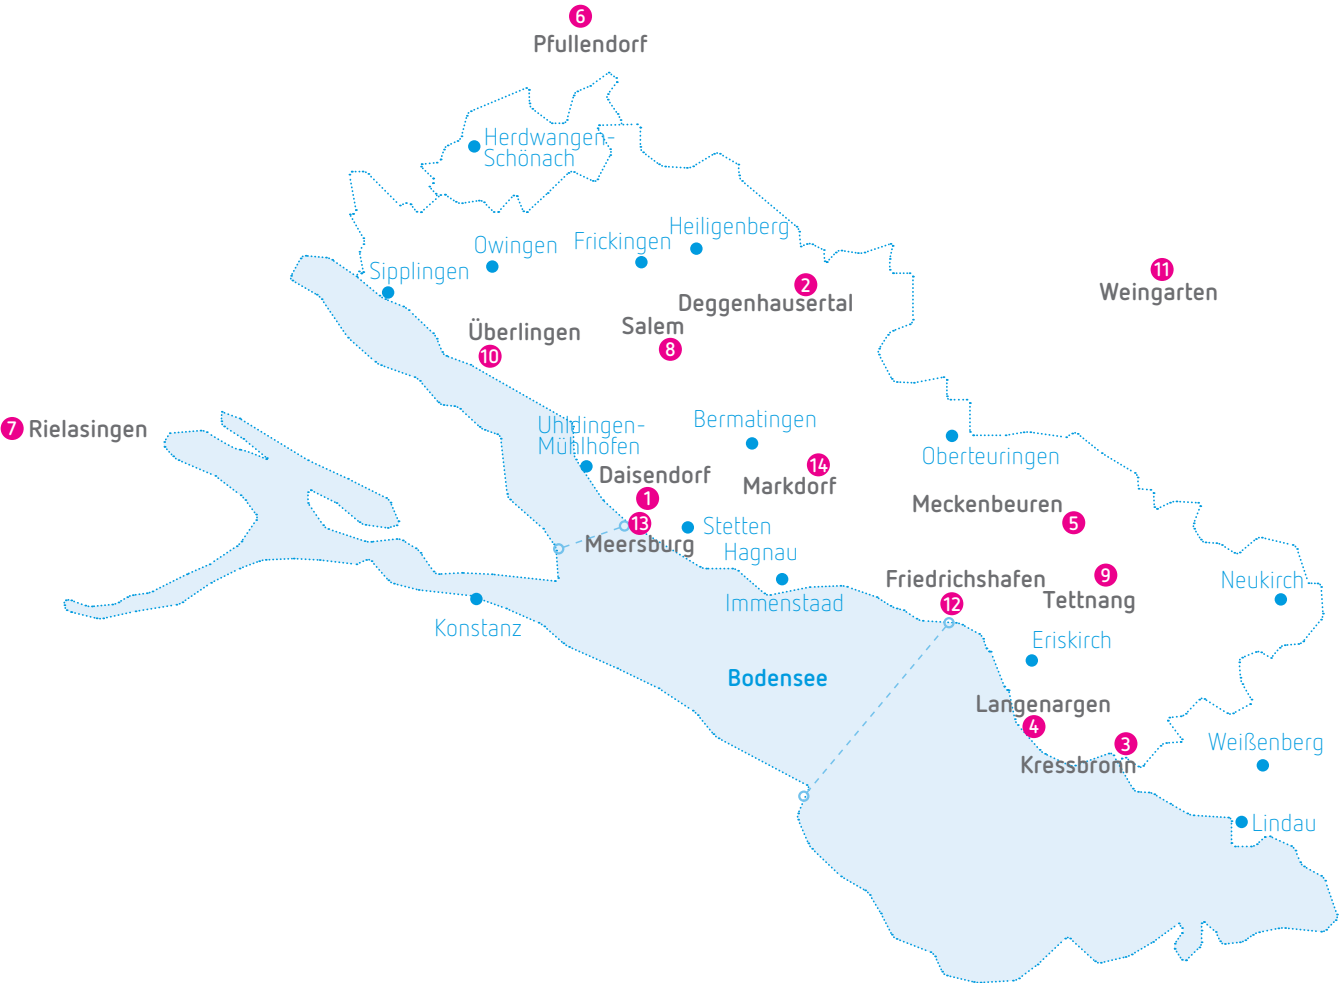 6
Pfullendorf
Herdwangen-
Schönach
Heiligenberg
Frickingen
Owingen
Sipplingen
2
Deggenhausertal
11
Weingarten
Überlingen
10
Salem
8
7 Rielasingen
Uhldingen-
Mühlhofen
Bermatingen
Oberteuringen
14
Markdorf
Daisendorf
1
13
Meersburg
Stetten
Meckenbeuren
5
Hagnau
Immenstaad
Friedrichshafen
12
9
Tettnang
Neukirch
Konstanz
Eriskirch
Bodensee
Langenargen
4
3
Kressbronn
Weißenberg
Lindau